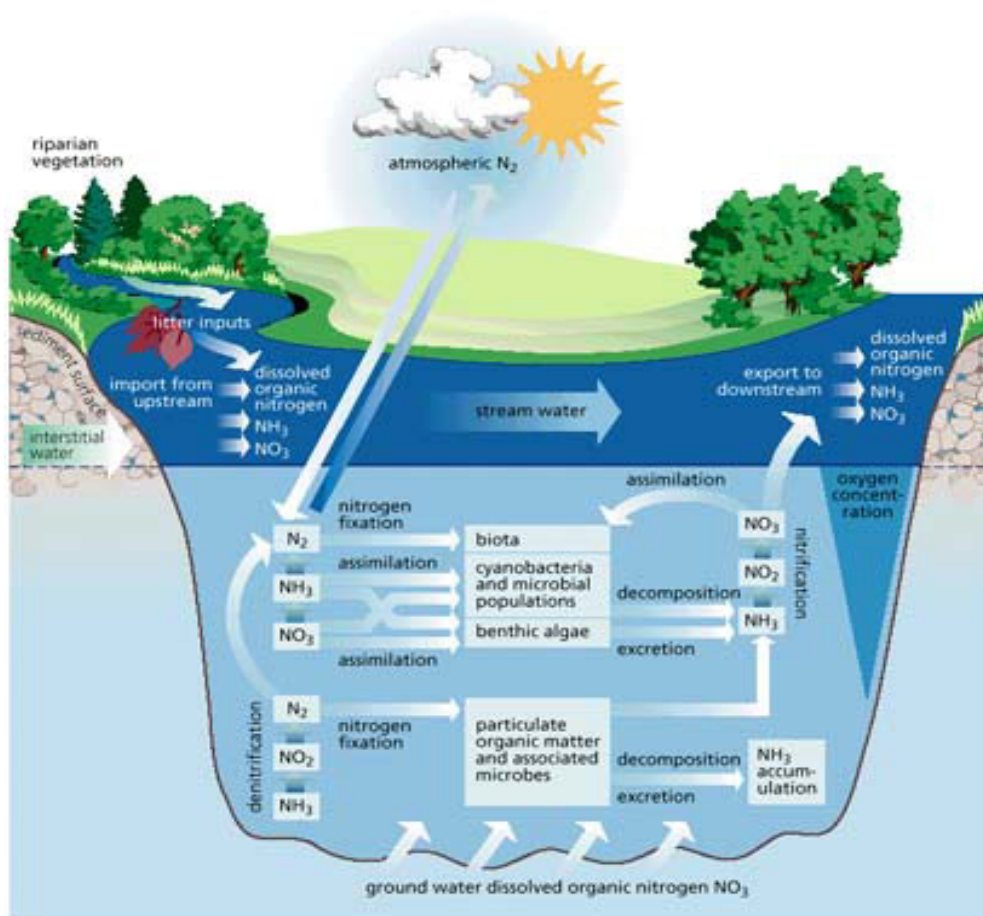 riparian
vegetation
atmospheric N₂
litter inputs
sediment surface
import from
upstream
dissolved
organic
nitrogen
NH₃
NO₃
interstitial
water
stream water
export to
downstream
dissolved
organic
nitrogen
NH₃
NO₃
oxygen
concent-
ration
nitrogen
fixation
N₂
assimilation
NH₃
NO₃
assimilation
biota
cyanobacteria
and microbial
populations
benthic algae
assimilation
NO₃
NO₂
NH₃
nitrification
decomposition
excretion
denitrification
N₂
NO₂
NH₃
nitrogen
fixation
particulate
organic matter
and associated
microbes
decomposition
excretion
NH₃
accum-
ulation
ground water dissolved organic nitrogen NO₃